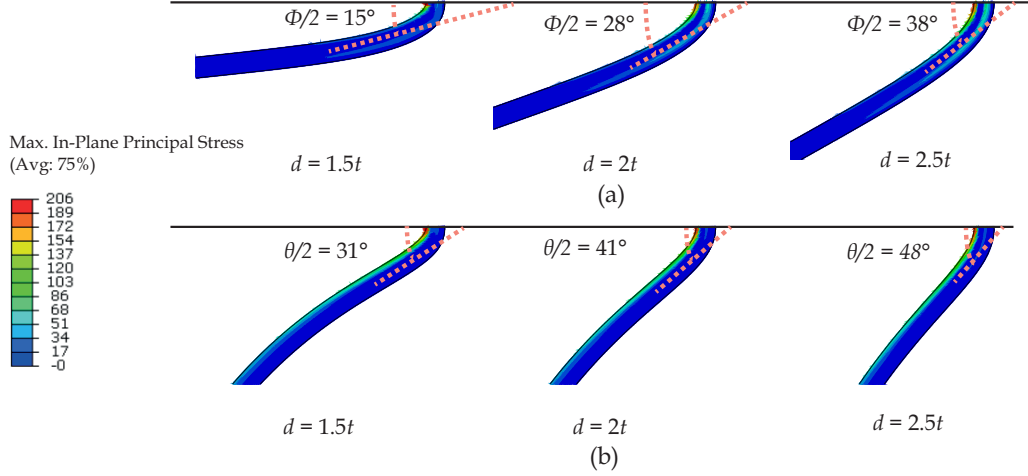 Φ/2 = 15°
Φ/2 = 28°
Φ/2 = 38°
Max. In-Plane Principal Stress
(Avg: 75%)
d = 1.5t
d = 2t
d = 2.5t
(a)
206
189
172
154
137
120
103
86
68
51
34
17
-0
θ/2 = 31°
θ/2 = 41°
θ/2 = 48°
d = 1.5t
d = 2t
d = 2.5t
(b)